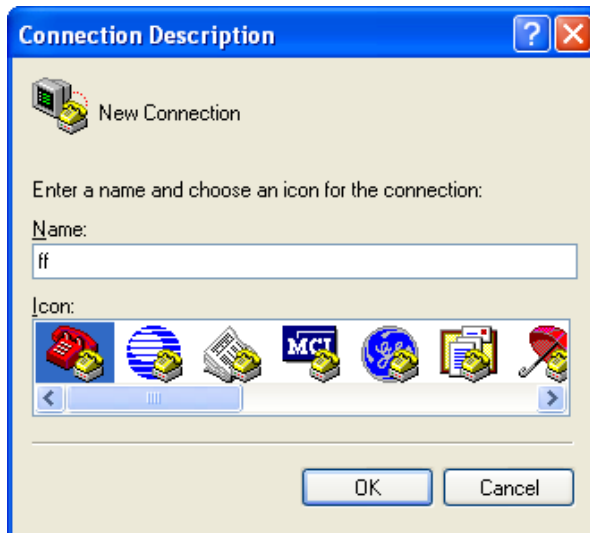 Connection Description
New Connection
Enter a name and choose an icon for the connection:
Name:
ff
Icon:
MCI
OK Cancel